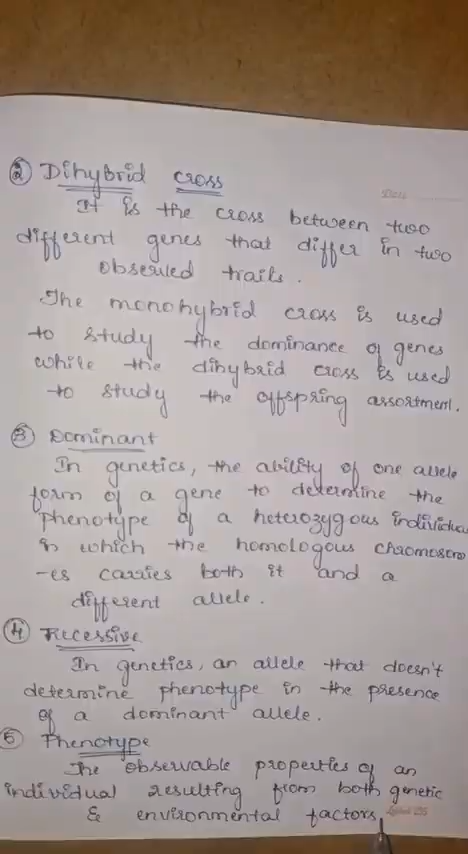 ② Dihybrid cross
Date
It is the cross between two
different genes that differ in two
observed traits.
The monohybrid cross is used
to study the dominance of genes
while the dihybrid cross is used
to study the offspring assortment.
③ Dominant
In genetics, the ability of one allele
form of a gene to determine the
phenotype of a heterozygous individual
in which the homologous chromosom
-es carries both it and a
different allele.
④ Recessive
In genetics, an allele that doesn't
determine phenotype in the presence
of a dominant allele.
⑤ Phenotype
The observable properties of an
individual resulting from both genetic
& environmental factors.